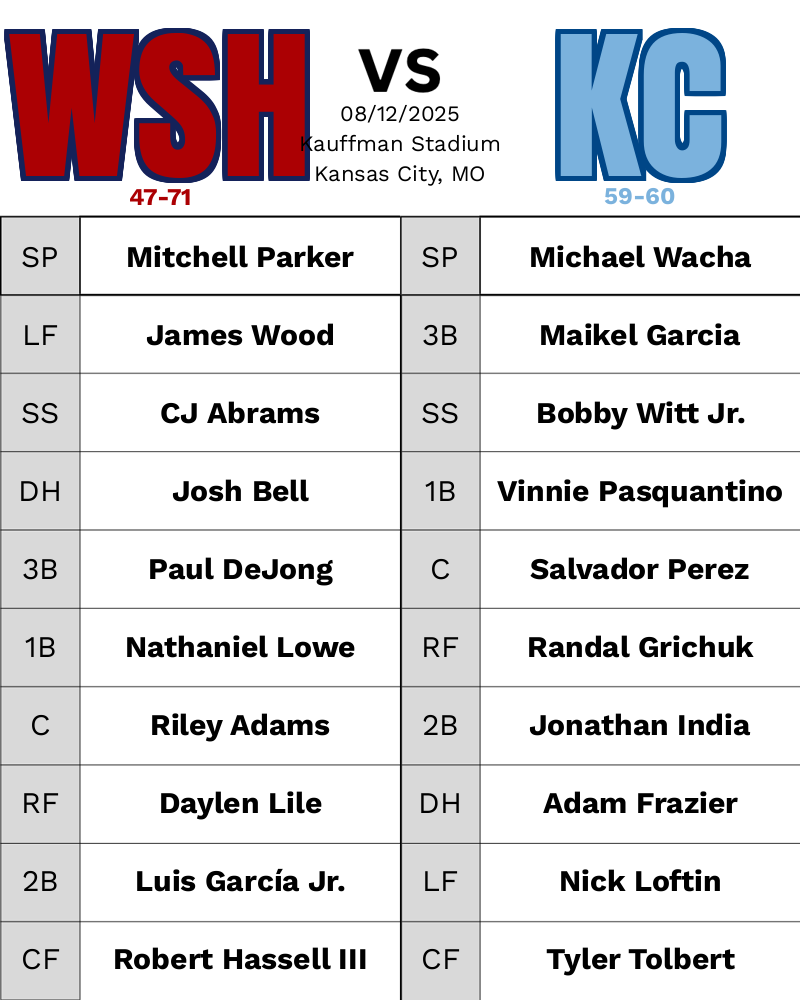 WSH VS KC
08/12/2025
Kauffman Stadium
Kansas City, MO
47-71 59-60
SP Mitchell Parker SP Michael Wacha
LF James Wood 3B Maikel Garcia
SS CJ Abrams SS Bobby Witt Jr.
DH Josh Bell 1B Vinnie Pasquantino
3B Paul DeJong C Salvador Perez
1B Nathaniel Lowe RF Randal Grichuk
C Riley Adams 2B Jonathan India
RF Daylen Lile DH Adam Frazier
2B Luis García Jr. LF Nick Loftin
CF Robert Hassell III CF Tyler Tolbert